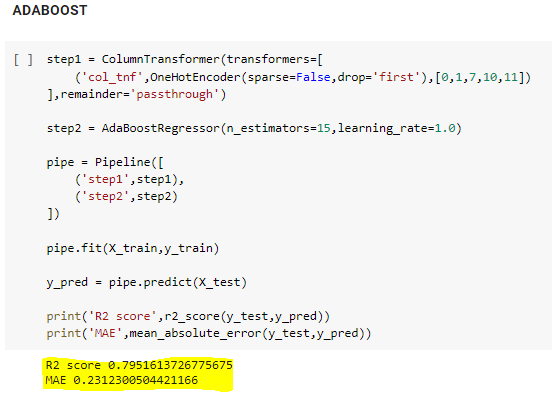 ADABOOST
[ ] step1 = ColumnTransformer(transformers=[
('col_tnf',OneHotEncoder(sparse=False,drop='first'),[0,1,7,10,11])
],remainder='passthrough')
step2 = AdaBoostRegressor(n_estimators=15,learning_rate=1.0)
pipe = Pipeline([
('step1',step1),
('step2',step2)
])
pipe.fit(X_train,y_train)
y_pred = pipe.predict(X_test)
print('R2 score',r2_score(y_test,y_pred))
print('MAE',mean_absolute_error(y_test,y_pred))
R2 score 0.7951613726775675
MAE 0.2312300504421166